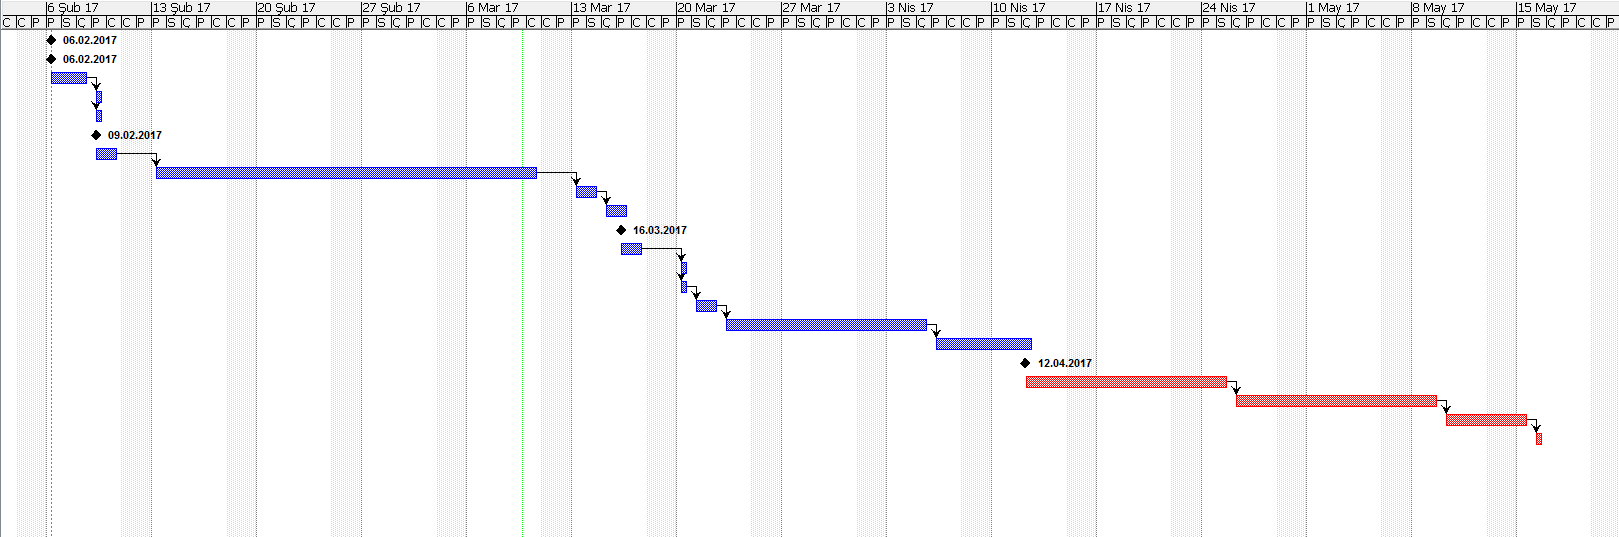 6 Şub 17 13 Şub 17 20 Şub 17 27 Şub 17 6 Mar 17 13 Mar 17 20 Mar 17 27 Mar 17 3 Nis 17 10 Nis 17 17 Nis 17 24 Nis 17 1 May 17 8 May 17 15 May 17
C C P P S Ç P C C P P S Ç P C C P P S Ç P C C P P S Ç P C C P P S Ç P C C P P S Ç P C C P P S Ç P C C P P S Ç P C C P P S Ç P C C P P S Ç P C C P P S Ç P C C P P S Ç P C C P P S Ç P C C P P S Ç P C C P P S Ç P C C P
06.02.2017
06.02.2017
09.02.2017
16.03.2017
12.04.2017